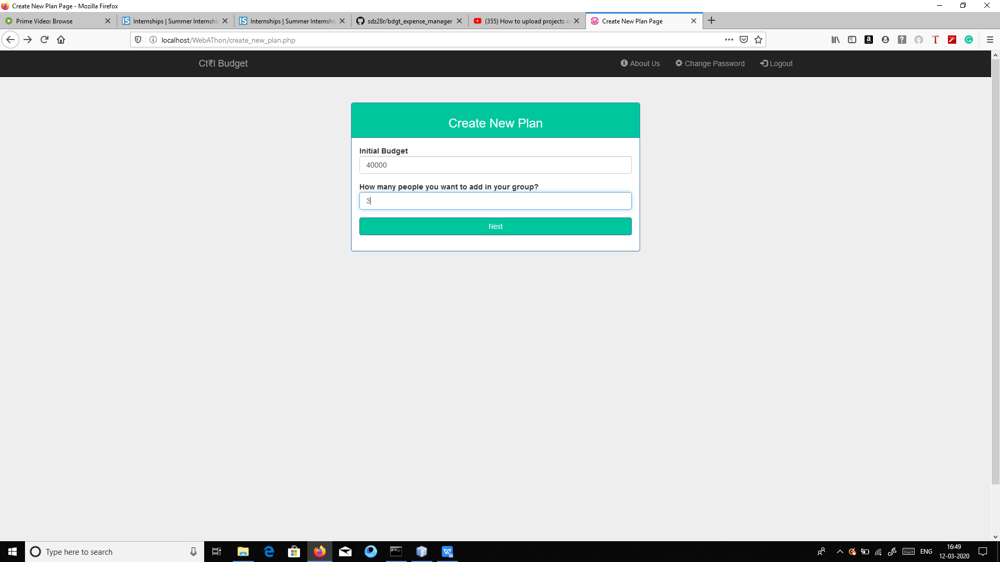 Create New Plan Page - Mozilla Firefox
Prime Video: Browse
Internships | Summer Internshi
Internships | Summer Internshi
sdz28r/bdgt_expense_manager
(355) How to upload projects o
Create New Plan Page
localhost/WebAThon/create_new_plan.php
Ct₹l Budget
About Us
Change Password
Logout
Create New Plan
Initial Budget
40000
How many people you want to add in your group?
3
Next
Type here to search
ENG
16:49
12-03-2020